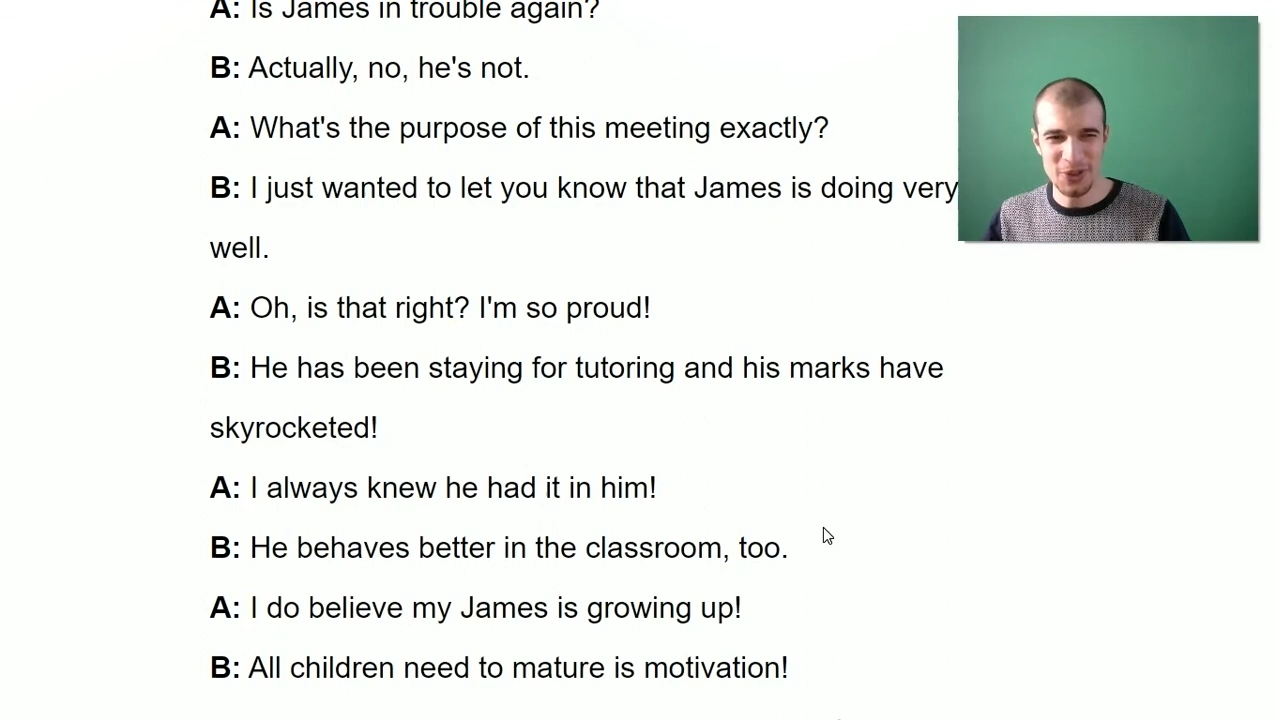 A: Is James in trouble again?
B: Actually, no, he's not.
A: What's the purpose of this meeting exactly?
B: I just wanted to let you know that James is doing very
well.
A: Oh, is that right? I'm so proud!
B: He has been staying for tutoring and his marks have
skyrocketed!
A: I always knew he had it in him!
B: He behaves better in the classroom, too.
A: I do believe my James is growing up!
B: All children need to mature is motivation!